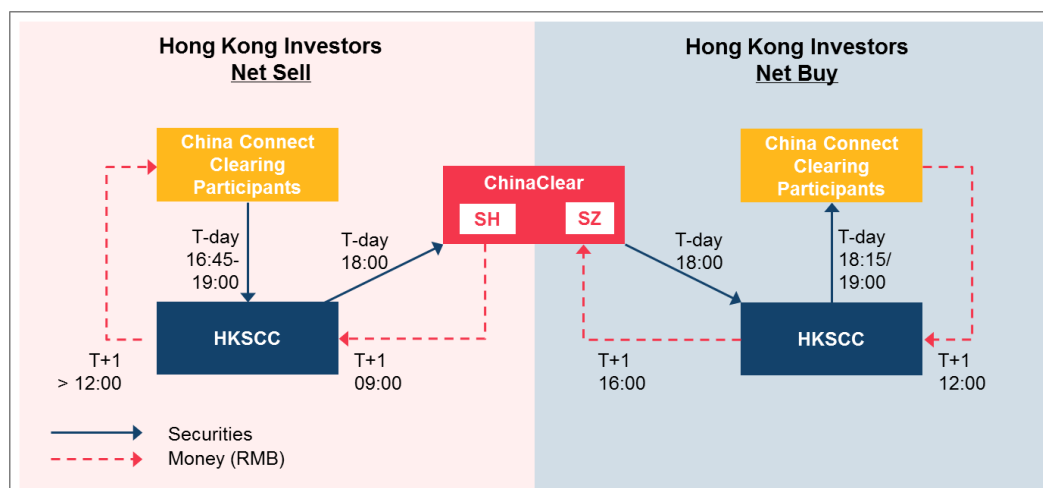 Hong Kong Investors
Net Sell
Hong Kong Investors
Net Buy
China Connect
Clearing
Participants
ChinaClear
SH
SZ
China Connect
Clearing
Participants
T-day
16:45-
19:00
T-day
18:00
T-day
18:00
T-day
18:15/
19:00
HKSCC
HKSCC
T+1
> 12:00
T+1
09:00
T+1
16:00
T+1
12:00
Securities
Money (RMB)